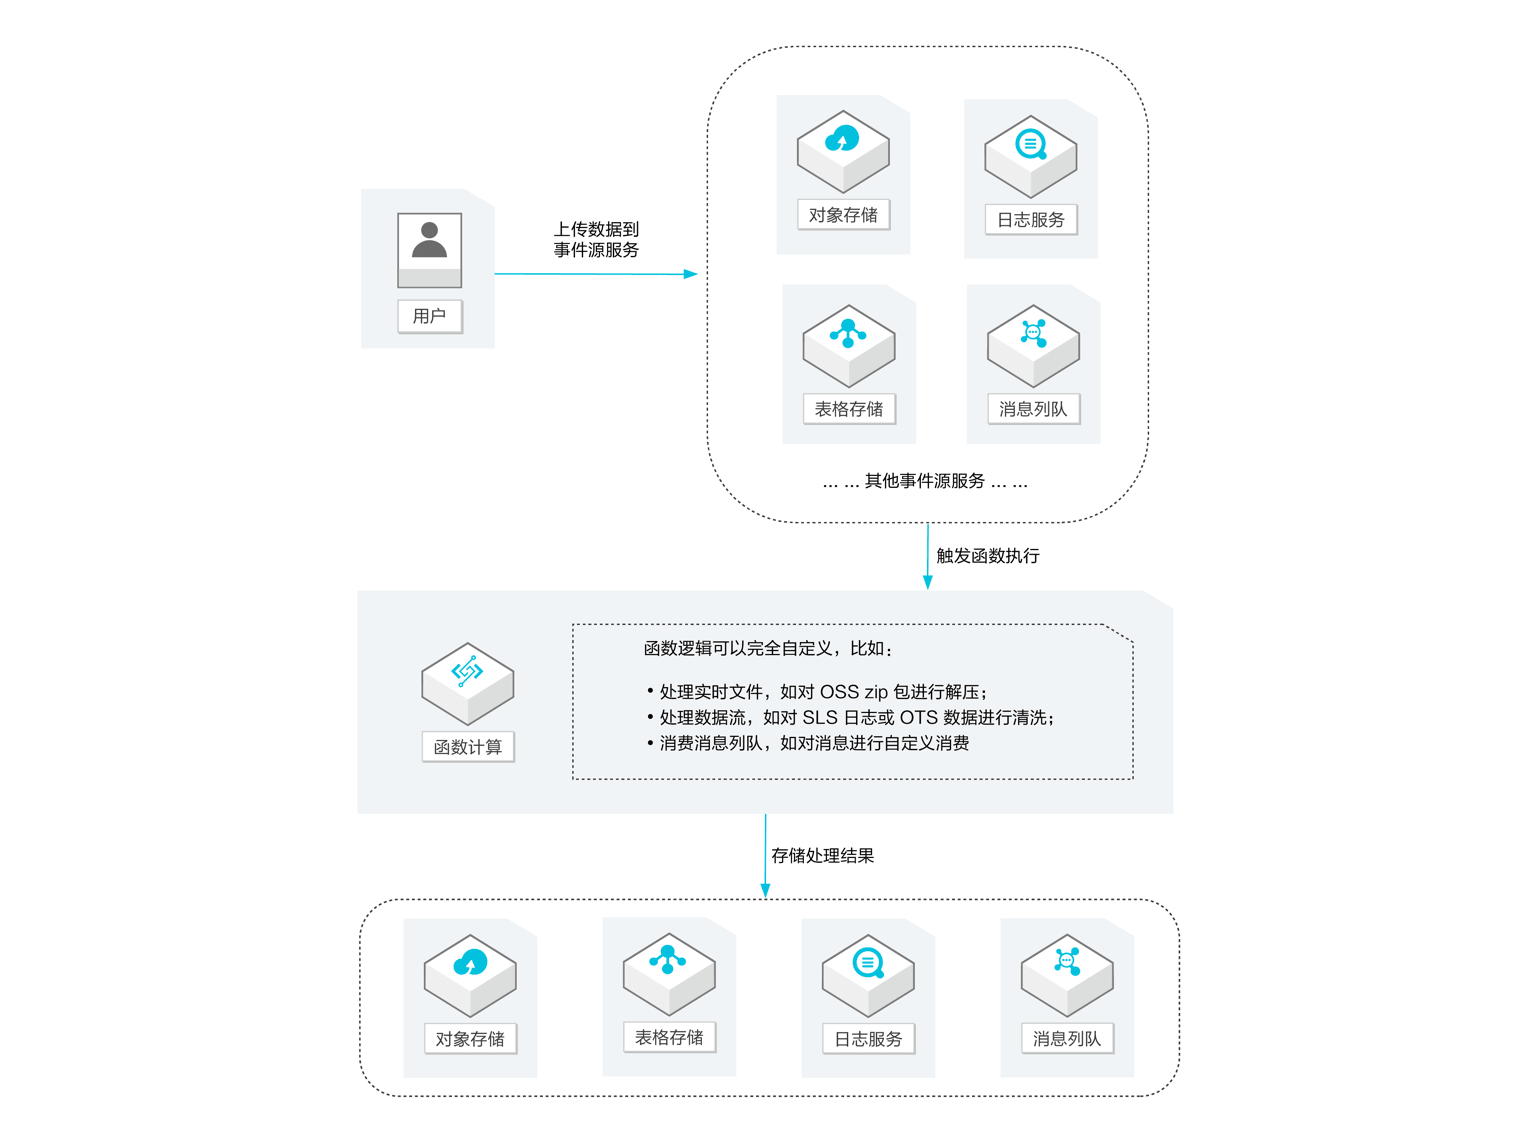 用户
上传数据到
事件源服务
对象存储
日志服务
表格存储
消息列队
... ... 其他事件源服务 ... ...
触发函数执行
函数计算
函数逻辑可以完全自定义，比如：
• 处理实时文件，如对 OSS zip 包进行解压；
• 处理数据流，如对 SLS 日志或 OTS 数据进行清洗；
• 消费消息列队，如对消息进行自定义消费
存储处理结果
对象存储
表格存储
日志服务
消息列队